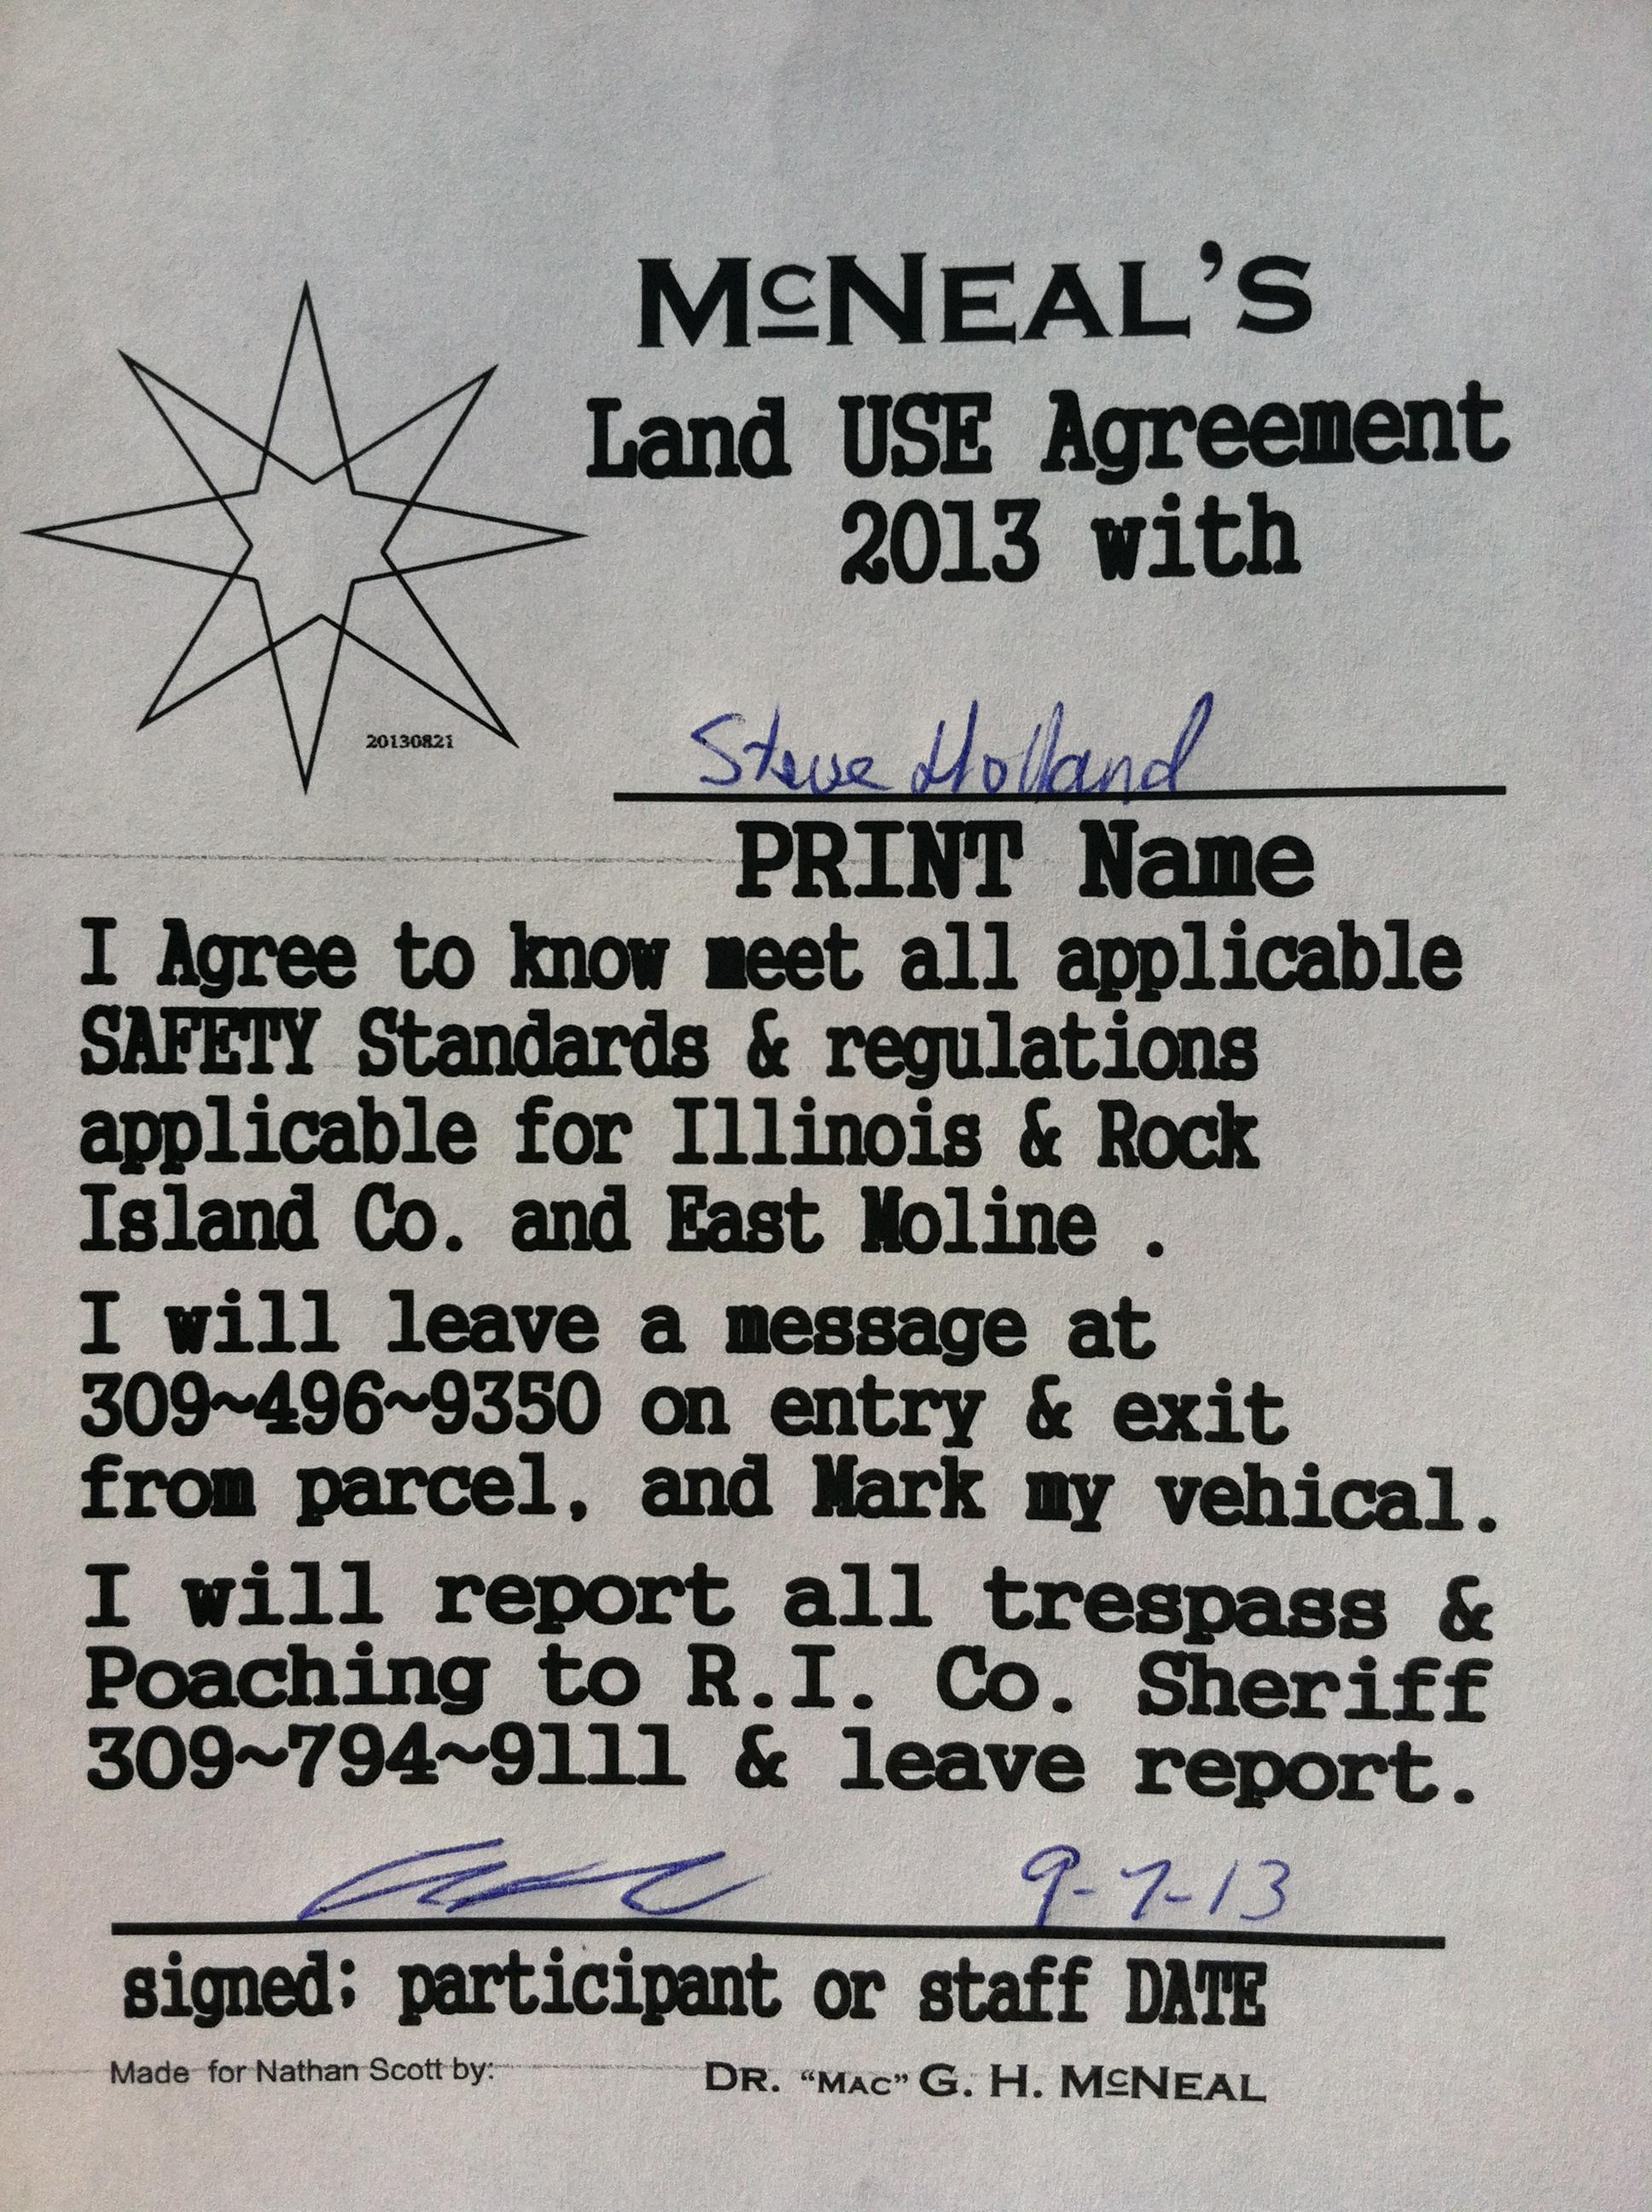 McNEAL'S
Land USE Agreement
2013 with
20130821
Steve Holland
PRINT Name
I Agree to know meet all applicable
SAFETY Standards & regulations
applicable for Illinois & Rock
Island Co. and East Moline .
I will leave a message at
309~496~9350 on entry & exit
from parcel, and Mark my vehical.
I will report all trespass &
Poaching to R.I. Co. Sheriff
309~794~9111 & leave report.
9-7-13
signed: participant or staff DATE
Made for Nathan Scott by: DR. "MAC" G. H. McNEAL